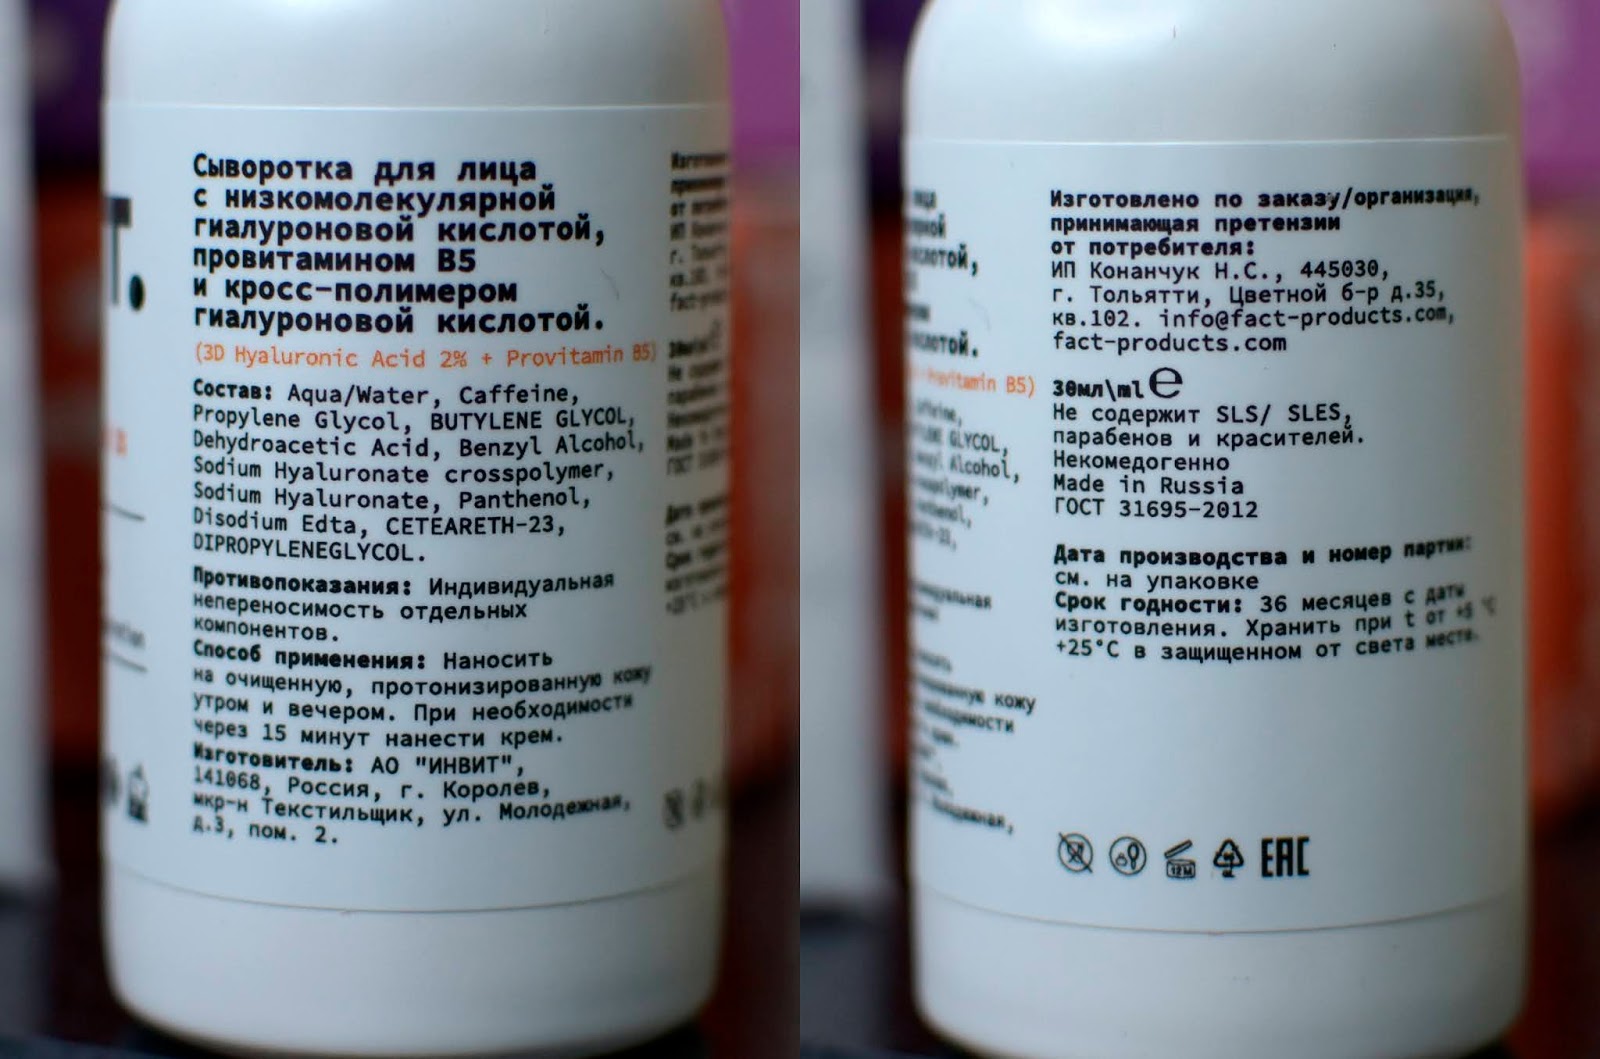 Сыворотка для лица
с низкомолекулярной
гиалуроновой кислотой,
провитамином В5
и кросс-полимером
гиалуроновой кислотой.
(3D Hyaluronic Acid 2% + Provitamin B5)
Состав: Aqua/Water, Caffeine,
Propylene Glycol, BUTYLENE GLYCOL,
Dehydroacetic Acid, Benzyl Alcohol,
Sodium Hyaluronate crosspolymer,
Sodium Hyaluronate, Panthenol,
Disodium Edta, CETEARETH-23,
DIPROPYLENEGLYCOL.
Противопоказания: Индивидуальная
непереносимость отдельных
компонентов.
Способ применения: Наносить
на очищенную, протонизированную кожу
утром и вечером. При необходимости
через 15 минут нанести крем.
Изготовитель: АО "ИНВИТ",
141068, Россия, г. Королев,
мкр-н Текстильщик, ул. Молодежная,
д.3, пом. 2.
Изготовлено по заказу/организация,
принимающая претензии
от потребителя:
ИП Конанчук Н.С., 445030,
г. Тольятти, Цветной б-р д.35,
кв.102. info@fact-products.com,
fact-products.com
30мл\ml e
Не содержит SLS/ SLES,
парабенов и красителей.
Некомедогенно
Made in Russia
ГОСТ 31695-2012
Дата производства и номер партии:
см. на упаковке
Срок годности: 36 месяцев с даты
изготовления. Хранить при t от +5 °C
+25°C в защищенном от света месте.
12M
EAC